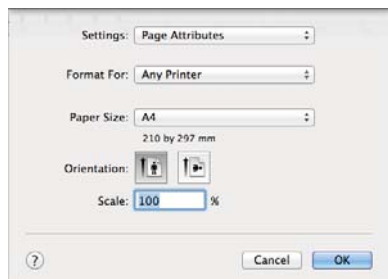 Settings: Page Attributes
Format For: Any Printer
Paper Size: A4
210 by 297 mm
Orientation:
Scale: 100 %
? Cancel OK